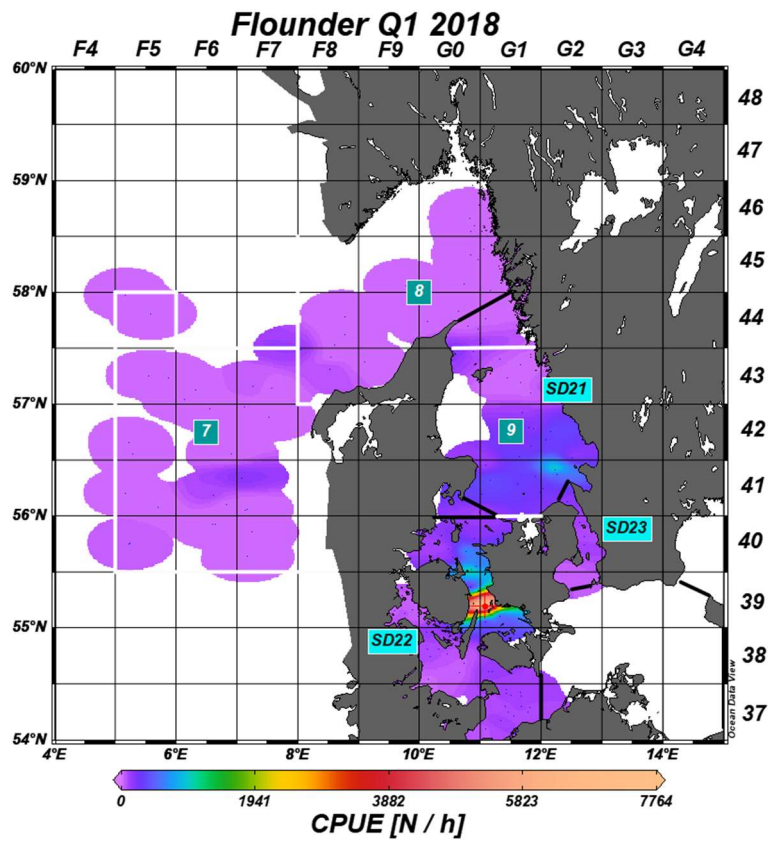 Flounder Q1 2018
F4 F5 F6 F7 F8 F9 G0 G1 G2 G3 G4
60°N
48
47
59°N
46
45
58°N
8
44
SD21
43
57°N
7
9
42
41
56°N
SD23
40
39
55°N
SD22
38
37
54°N
4°E 6°E 8°E 10°E 12°E 14°E
Ocean Data View
0 1941 3882 5823 7764
CPUE [N / h]